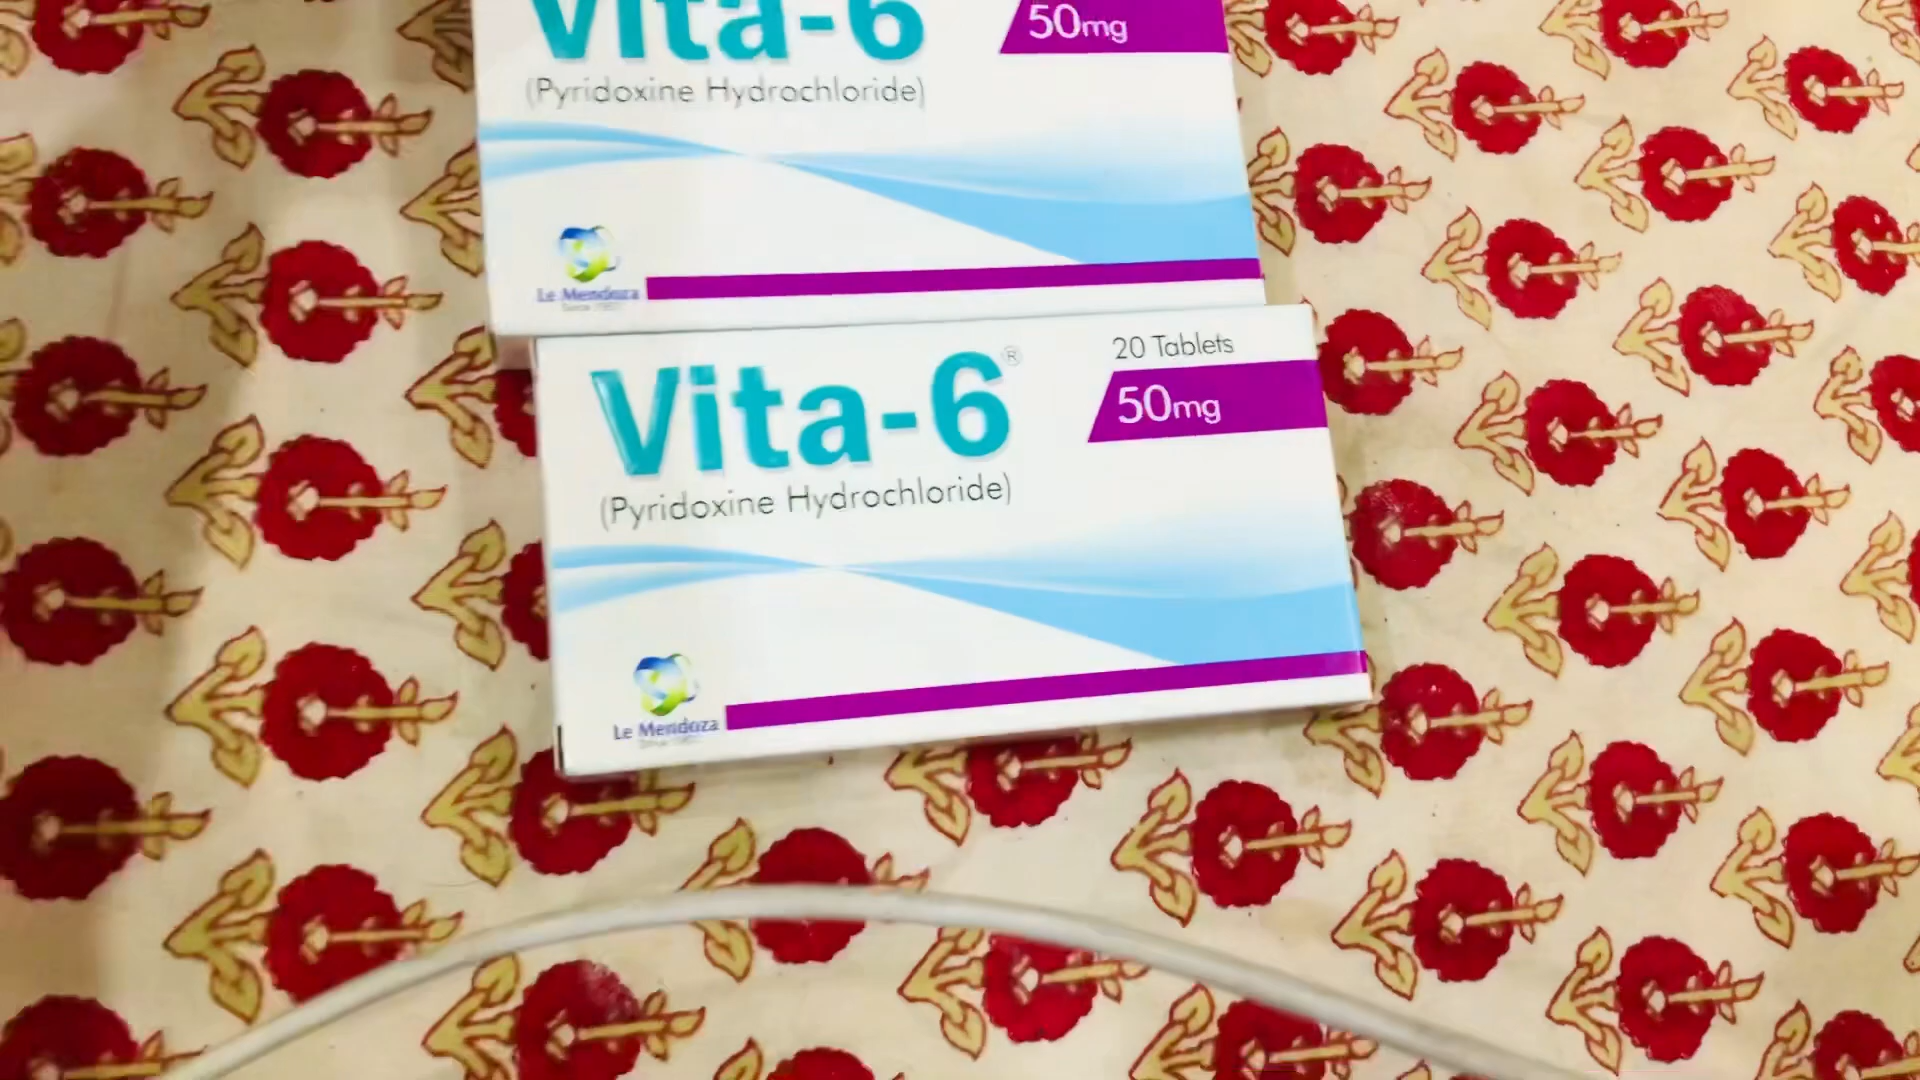 Vita-6
50mg
(Pyridoxine Hydrochloride)
Le Mendoza
20 Tablets
Vita-6®
50mg
(Pyridoxine Hydrochloride)
Le Mendoza